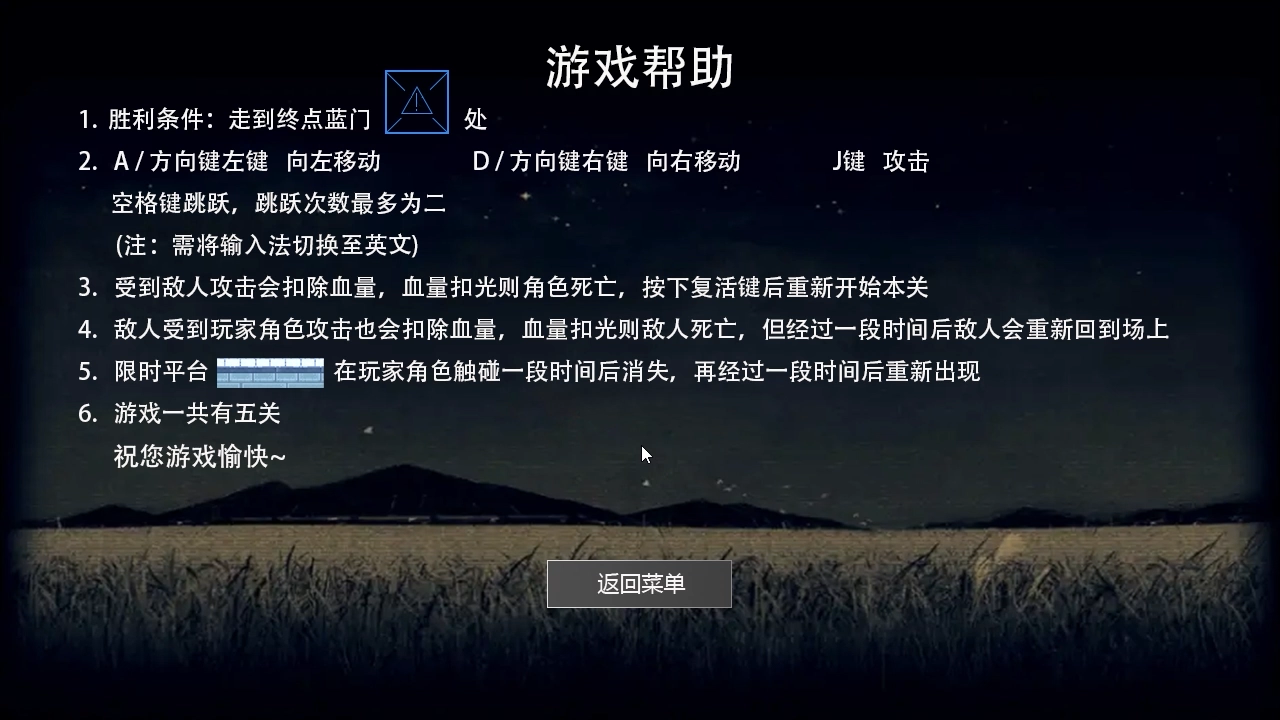 游戏帮助
1. 胜利条件：走到终点蓝门 处
2. A / 方向键左键 向左移动 D / 方向键右键 向右移动 J键 攻击
空格键跳跃，跳跃次数最多为二
(注：需将输入法切换至英文)
3. 受到敌人攻击会扣除血量，血量扣光则角色死亡，按下复活键后重新开始本关
4. 敌人受到玩家角色攻击也会扣除血量，血量扣光则敌人死亡，但经过一段时间后敌人会重新回到场上
5. 限时平台 在玩家角色触碰一段时间后消失，再经过一段时间后重新出现
6. 游戏一共有五关
祝您游戏愉快~
返回菜单